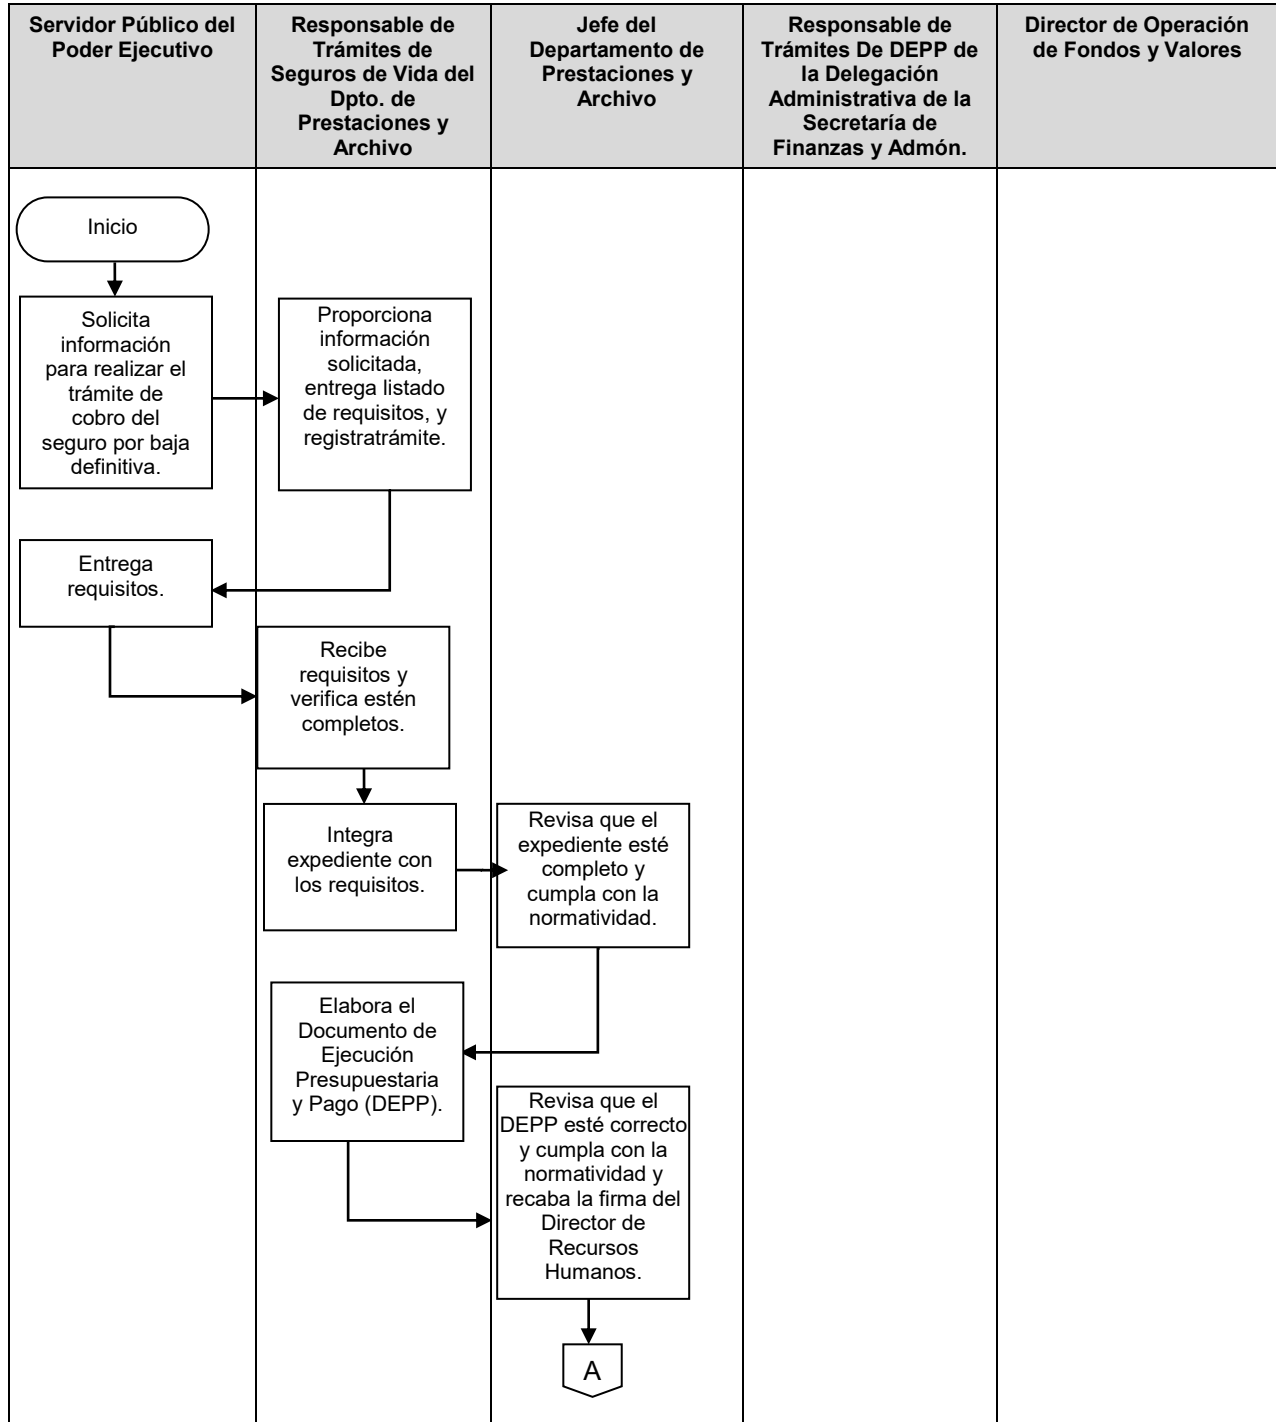 Servidor Público del
Poder Ejecutivo
Responsable de
Trámites de
Seguros de Vida del
Dpto. de
Prestaciones y
Archivo
Jefe del
Departamento de
Prestaciones y
Archivo
Responsable de
Trámites De DEPP de
la Delegación
Administrativa de la
Secretaría de
Finanzas y Admón.
Director de Operación
de Fondos y Valores
Inicio
Solicita
información
para realizar el
trámite de
cobro del
seguro por baja
definitiva.
Proporciona
información
solicitada,
entrega listado
de requisitos, y
registratrámite.
Entrega
requisitos.
Recibe
requisitos y
verifica estén
completos.
Integra
expediente con
los requisitos.
Revisa que el
expediente esté
completo y
cumpla con la
normatividad.
Elabora el
Documento de
Ejecución
Presupuestaria
y Pago (DEPP).
Revisa que el
DEPP esté correcto
y cumpla con la
normatividad y
recaba la firma del
Director de
Recursos
Humanos.
A